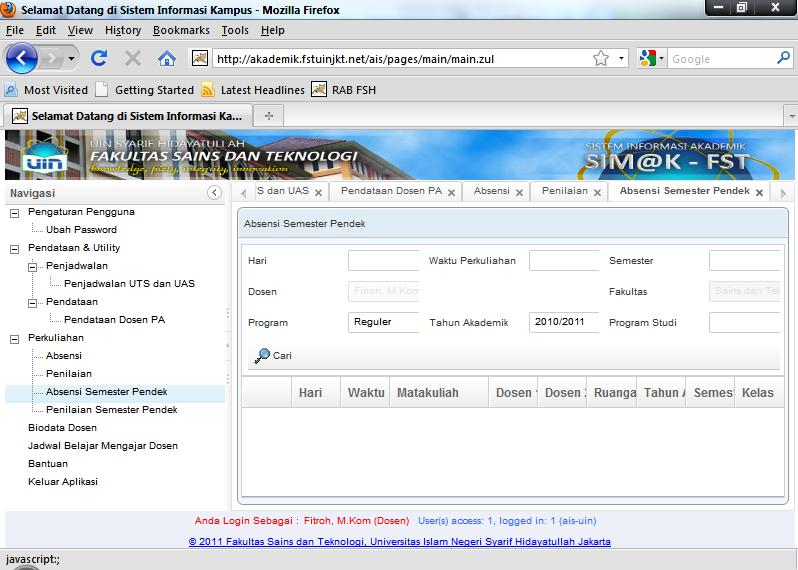 Selamat Datang di Sistem Informasi Kampus - Mozilla Firefox
File Edit View History Bookmarks Tools Help
http://akademik.fstuinjkt.net/ais/pages/main/main.zul Google
Most Visited Getting Started Latest Headlines RAB FSH
Selamat Datang di Sistem Informasi Ka...
UIN SYARIF HIDAYATULLAH
FAKULTAS SAINS DAN TEKNOLOGI
knowledge, piety, integrity, innovation
uin
SISTEM INFORMASI AKADEMIK
SIM@K - FST
Navigasi
Pengaturan Pengguna
Ubah Password
Pendataan & Utility
Penjadwalan
Penjadwalan UTS dan UAS
Pendataan
Pendataan Dosen PA
Perkuliahan
Absensi
Penilaian
Absensi Semester Pendek
Penilaian Semester Pendek
Biodata Dosen
Jadwal Belajar Mengajar Dosen
Bantuan
Keluar Aplikasi
S dan UAS Pendataan Dosen PA Absensi Penilaian Absensi Semester Pendek
Absensi Semester Pendek
Hari Waktu Perkuliahan Semester
Dosen Fitroh, M.Kom Fakultas Sains dan Tek
Program Reguler Tahun Akademik 2010/2011 Program Studi
Cari
Hari Waktu Matakuliah Dosen Dosen Ruanga Tahun A Semest Kelas
Anda Login Sebagai : Fitroh, M.Kom (Dosen) User(s) access: 1, logged in: 1 (ais-uin)
© 2011 Fakultas Sains dan Teknologi, Universitas Islam Negeri Syarif Hidayatullah Jakarta
javascript:;